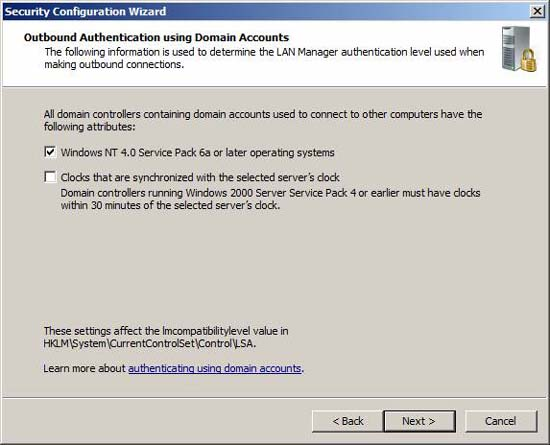 Security Configuration Wizard
Outbound Authentication using Domain Accounts
The following information is used to determine the LAN Manager authentication level used when
making outbound connections.
All domain controllers containing domain accounts used to connect to other computers have the
following attributes:
Windows NT 4.0 Service Pack 6a or later operating systems
Clocks that are synchronized with the selected server's clock
Domain controllers running Windows 2000 Server Service Pack 4 or earlier must have clocks
within 30 minutes of the selected server's clock.
These settings affect the lmcompatibilitylevel value in
HKLM\System\CurrentControlSet\Control\LSA.
Learn more about authenticating using domain accounts.
< Back Next > Cancel